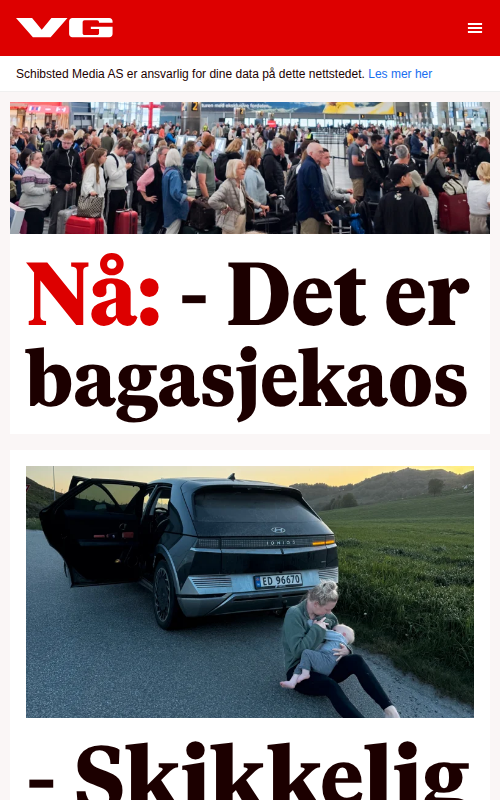 VG
Schibsted Media AS er ansvarlig for dine data på dette nettstedet. Les mer her
Nå: - Det er
bagasjekaos
IONIQ 5
ED 96670
- Skikkelig